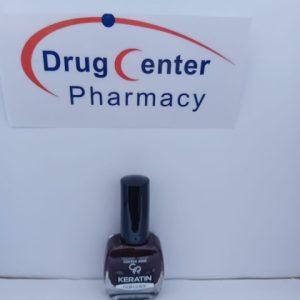 Drug Center
Pharmacy
GOLDEN ROSE
GR
KERATIN